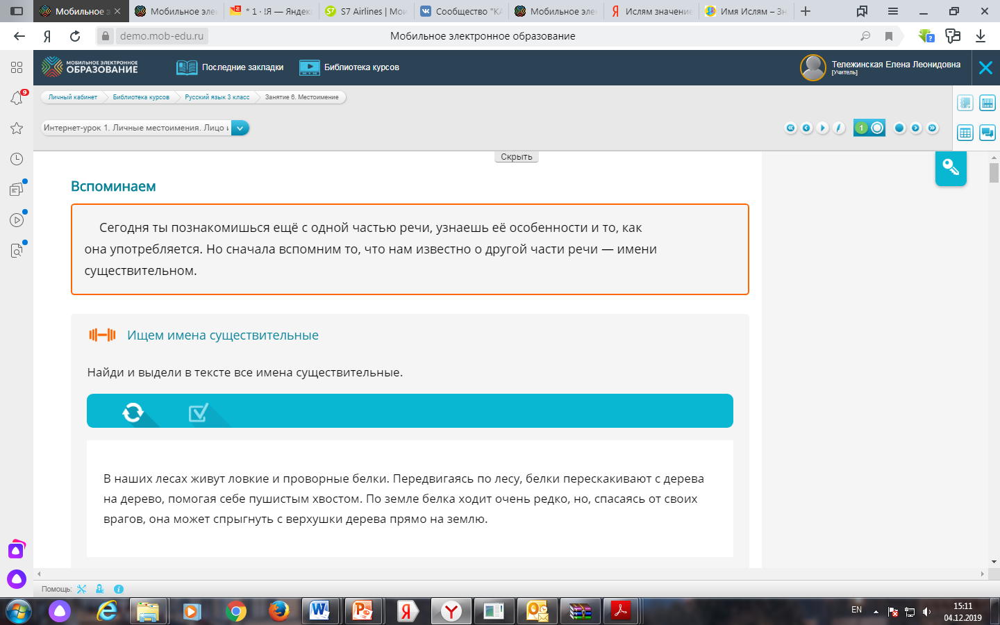 Мобильное э
Мобильное эле
* 1 · !Я — Яндек
S7 Airlines | Мои
Сообщество "КА
Мобильное эле
Ислям значение
Имя Ислям – Зн
demo.mob-edu.ru
Мобильное электронное образование
МОБИЛЬНОЕ ЭЛЕКТРОННОЕ
ОБРАЗОВАНИЕ
Последние закладки
Библиотека курсов
Тележинская Елена Леонидовна
[Учитель]
9
Личный кабинет
Библиотека курсов
Русский язык 3 класс
Занятие 6. Местоимение
Интернет-урок 1. Личные местоимения. Лицо и
1
Скрыть
Вспоминаем
Сегодня ты познакомишься ещё с одной частью речи, узнаешь её особенности и то, как
она употребляется. Но сначала вспомним то, что нам известно о другой части речи — имени
существительном.
Ищем имена существительные
Найди и выдели в тексте все имена существительные.
В наших лесах живут ловкие и проворные белки. Передвигаясь по лесу, белки перескакивают с дерева
на дерево, помогая себе пушистым хвостом. По земле белка ходит очень редко, но, спасаясь от своих
врагов, она может спрыгнуть с верхушки дерева прямо на землю.
Помощь:
EN
15:11
04.12.2019